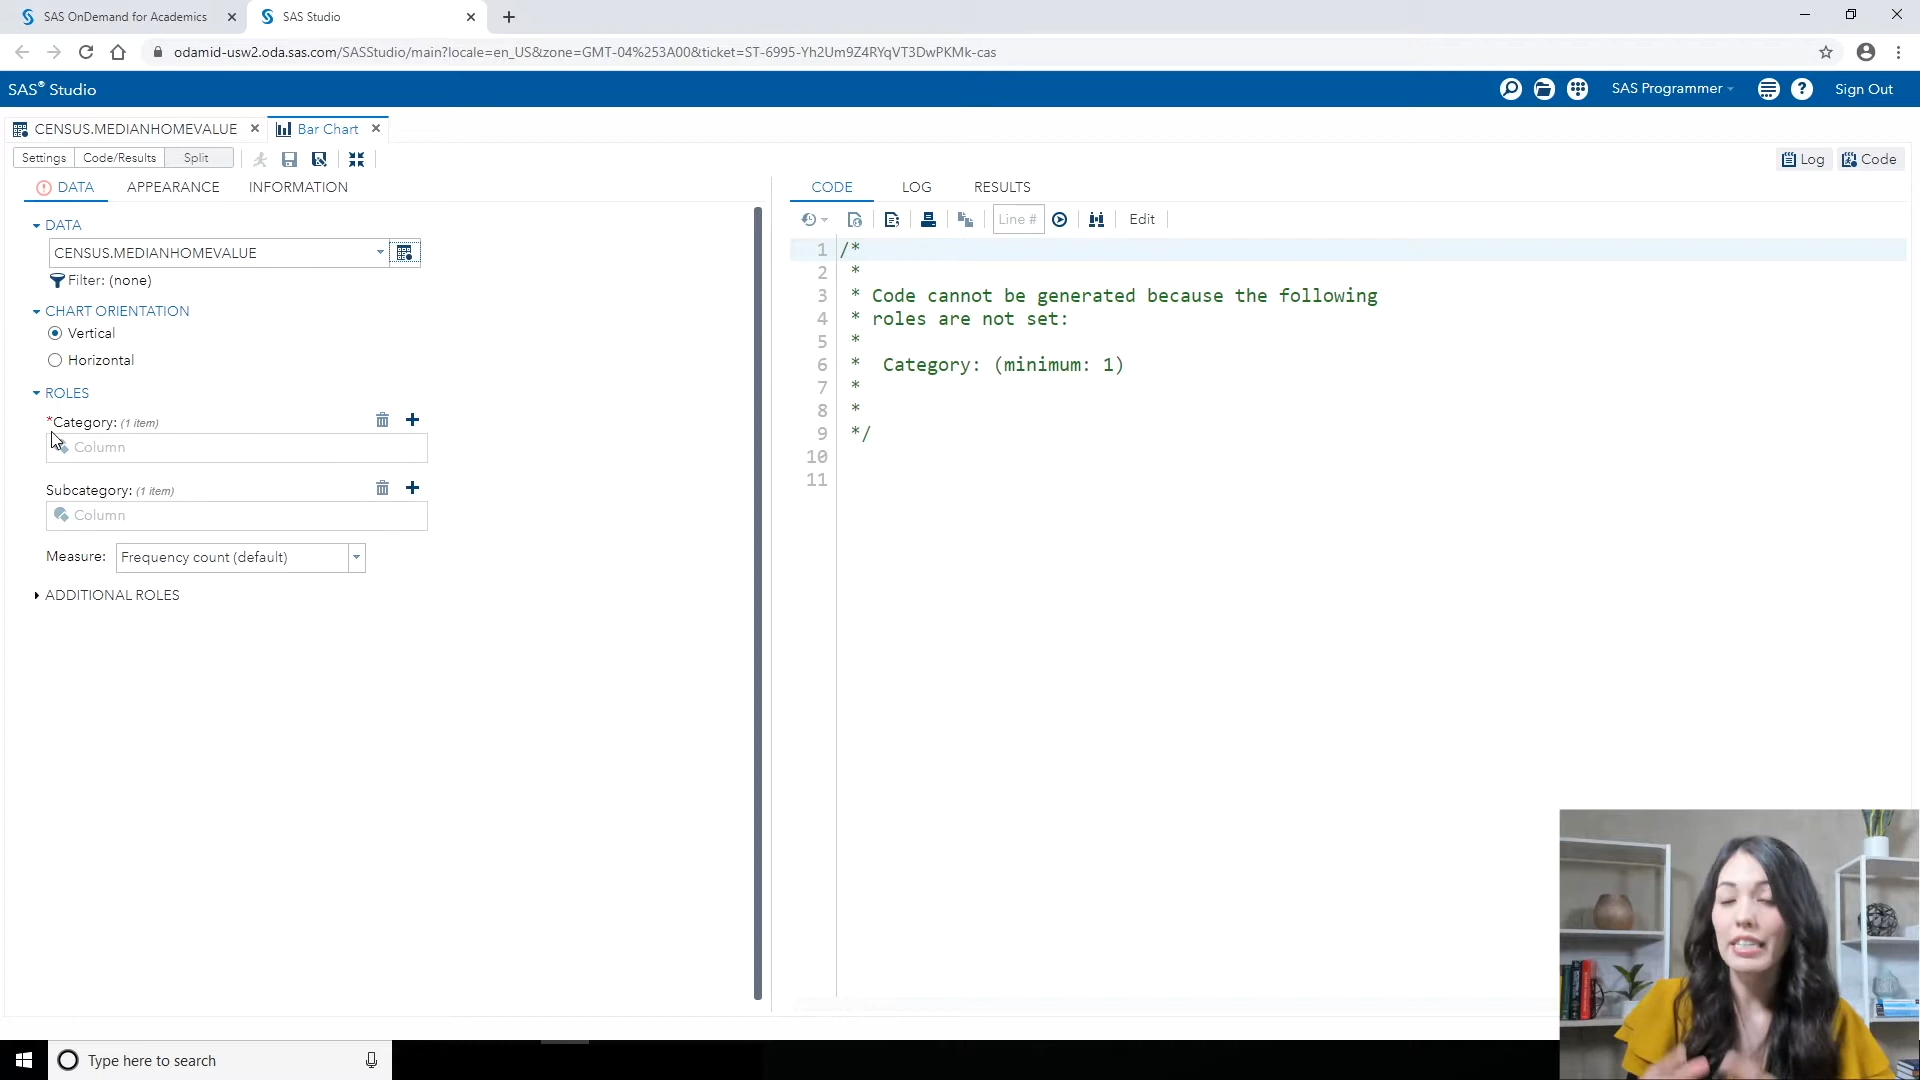 SAS OnDemand for Academics
SAS Studio
odamid-usw2.oda.sas.com/SASStudio/main?locale=en_US&zone=GMT-04%253A00&ticket=ST-6995-Yh2Um9Z4RYqVT3DwPKMk-cas
SAS® Studio
SAS Programmer
Sign Out
CENSUS.MEDIANHOMEVALUE
Bar Chart
Settings
Code/Results
Split
Log
Code
DATA
APPEARANCE
INFORMATION
CODE
LOG
RESULTS
Line #
Edit
DATA
CENSUS.MEDIANHOMEVALUE
Filter: (none)
CHART ORIENTATION
Vertical
Horizontal
ROLES
*Category: (1 item)
Column
Subcategory: (1 item)
Column
Measure: Frequency count (default)
ADDITIONAL ROLES
1 /*
2 *
3 * Code cannot be generated because the following
4 * roles are not set:
5 *
6 * Category: (minimum: 1)
7 *
8 *
9 */
10
11
Type here to search